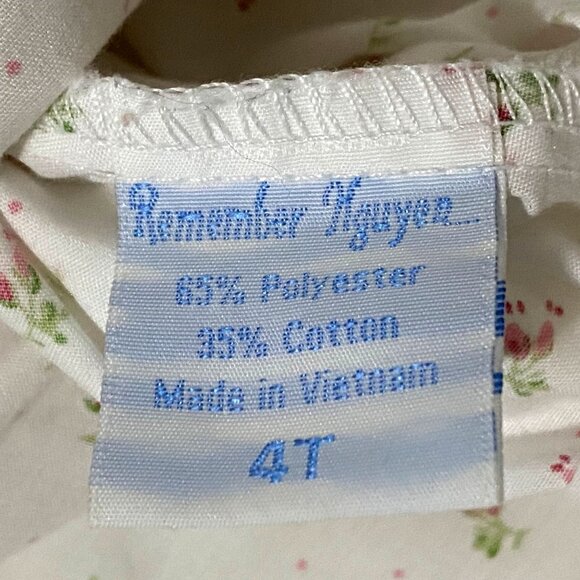 Remember Nguyen...
65% Polyester
35% Cotton
Made in Vietnam
4T